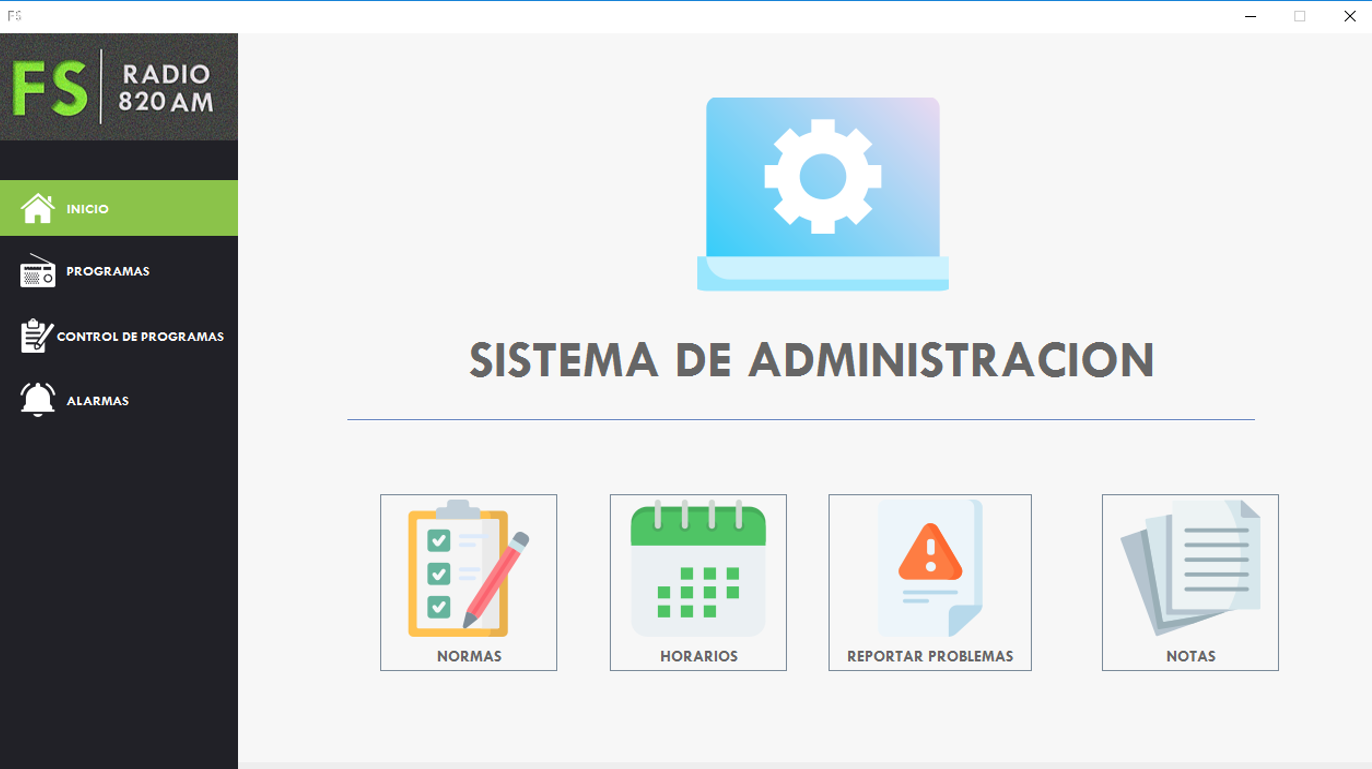 FS
FS
RADIO
820 AM
INICIO
PROGRAMAS
CONTROL DE PROGRAMAS
ALARMAS
SISTEMA DE ADMINISTRACION
NORMAS
HORARIOS
REPORTAR PROBLEMAS
NOTAS